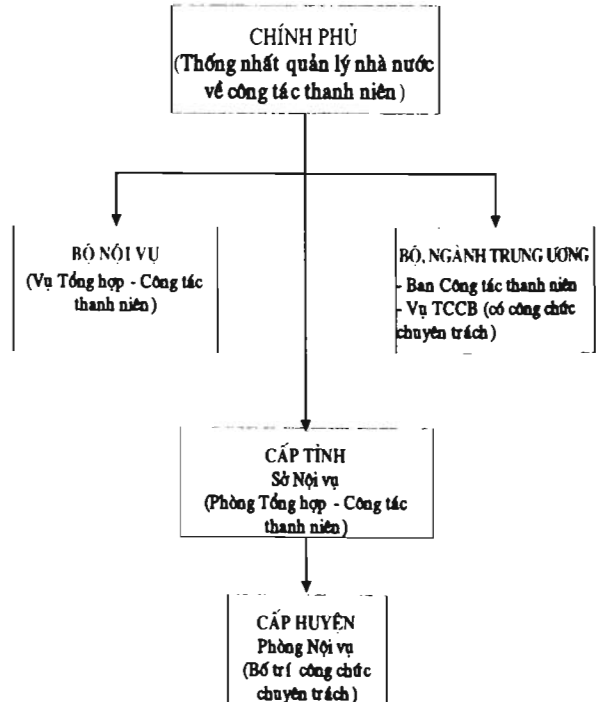 CHÍNH PHỦ
(Thống nhất quản lý nhà nước
về công tác thanh niên)
BỘ NỘI VỤ
(Vụ Tổng hợp - Công tác
thanh niên)
BỘ, NGÀNH TRUNG ƯƠNG
- Ban Công tác thanh niên
- Vụ TCCB (có công chức
chuyên trách)
CẤP TỈNH
Sở Nội vụ
(Phòng Tổng hợp - Công tác
thanh niên)
CẤP HUYỆN
Phòng Nội vụ
(Bố trí công chức
chuyên trách)